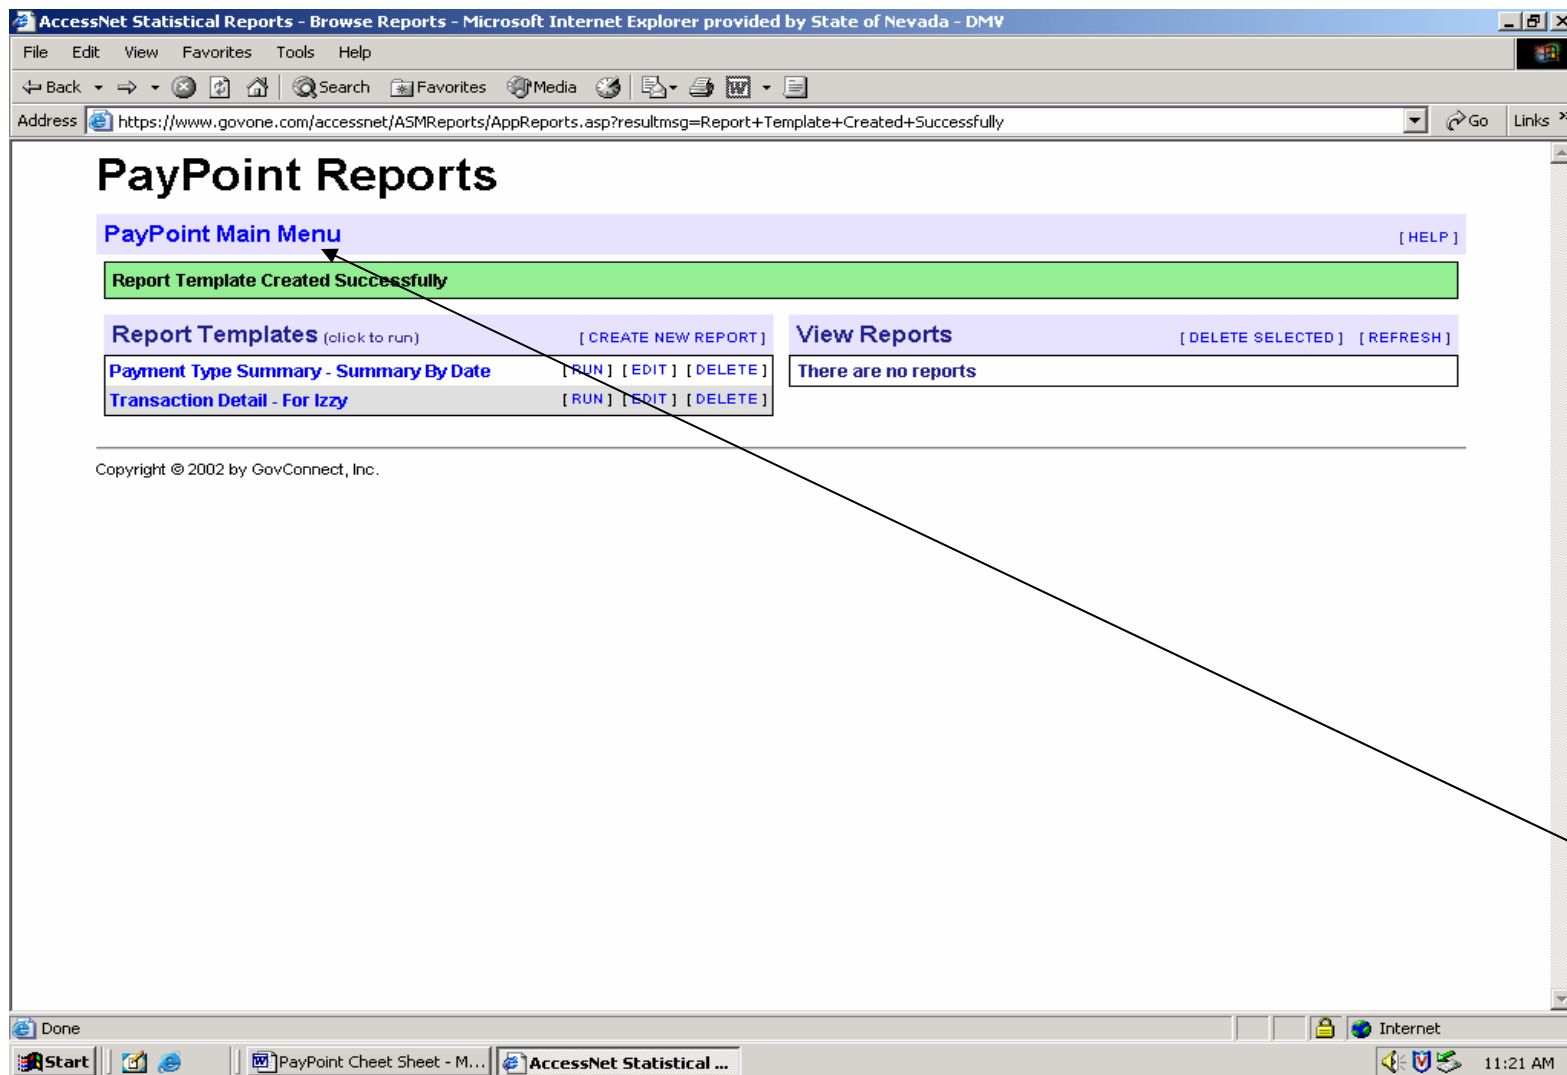 AccessNet Statistical Reports - Browse Reports - Microsoft Internet Explorer provided by State of Nevada - DMV
File Edit View Favorites Tools Help
Back Search Favorites Media
Address https://www.govone.com/accessnet/ASMReports/AppReports.asp?resultmsg=Report+Template+Created+Successfully Go Links »
PayPoint Reports
PayPoint Main Menu [ HELP ]
Report Template Created Successfully
Report Templates (click to run) [ CREATE NEW REPORT ]
Payment Type Summary - Summary By Date [ RUN ] [ EDIT ] [ DELETE ]
Transaction Detail - For Izzy [ RUN ] [ EDIT ] [ DELETE ]
View Reports [ DELETE SELECTED ] [ REFRESH ]
There are no reports
Copyright © 2002 by GovConnect, Inc.
Done Internet
Start PayPoint Cheet Sheet - M... AccessNet Statistical ... 11:21 AM